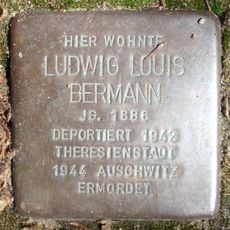 HIER WOHNTE
LUDWIG LOUIS
BERMANN
JG. 1886
DEPORTIERT 1942
THERESIENSTADT
1944 AUSCHWITZ
ERMORDET